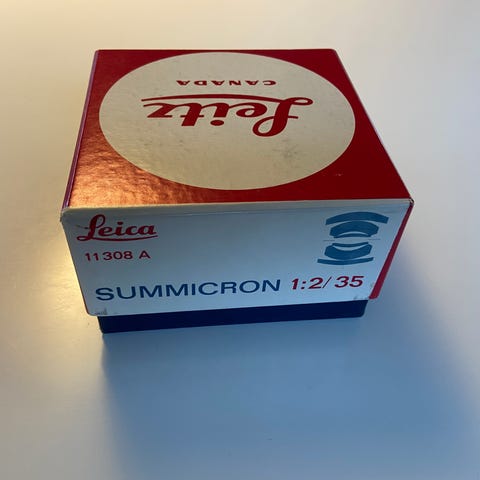 Leitz
CANADA
Leica
11308 A
SUMMICRON 1:2/35